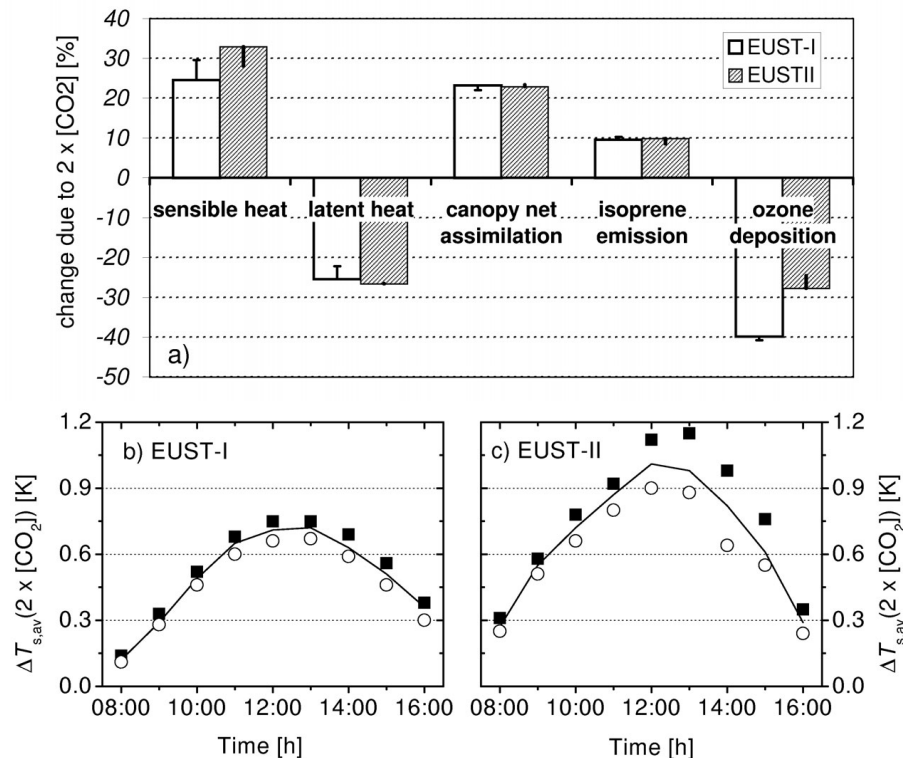 a)
40
30
20
10
0
-10
-20
-30
-40
-50
change due to 2 x [CO2] [%]
EUST-I
EUSTII
sensible heat
latent heat
canopy net
assimilation
isoprene
emission
ozone
deposition
a)
1.2
0.9
0.6
0.3
0.0
ΔTs,av(2 x [CO2]) [K]
b) EUST-I
08:00 10:00 12:00 14:00 16:00
Time [h]
c) EUST-II
08:00 10:00 12:00 14:00 16:00
Time [h]
1.2
0.9
0.6
0.3
0.0
ΔTs,av(2 x [CO2]) [K]